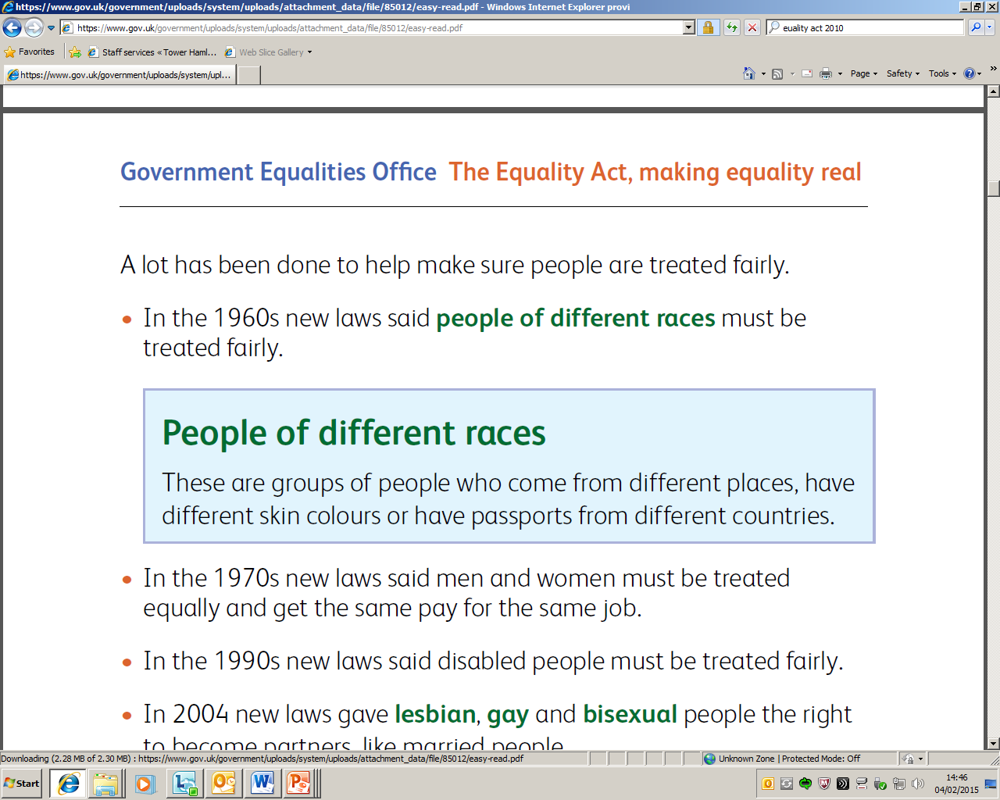 https://www.gov.uk/government/uploads/system/uploads/attachment_data/file/85012/easy-read.pdf - Windows Internet Explorer provi
https://www.gov.uk/government/uploads/system/uploads/attachment_data/file/85012/easy-read.pdf
euality act 2010
Favorites
Staff services « Tower Haml...
Web Slice Gallery
https://www.gov.uk/government/uploads/system/upl...
Page
Safety
Tools
Government Equalities Office The Equality Act, making equality real
A lot has been done to help make sure people are treated fairly.
• In the 1960s new laws said people of different races must be
treated fairly.
People of different races
These are groups of people who come from different places, have
different skin colours or have passports from different countries.
• In the 1970s new laws said men and women must be treated
equally and get the same pay for the same job.
• In the 1990s new laws said disabled people must be treated fairly.
• In 2004 new laws gave lesbian, gay and bisexual people the right
to become partners, like married people
Downloading (2.28 MB of 2.30 MB) : https://www.gov.uk/government/uploads/system/uploads/attachment_data/file/85012/easy-read.pdf
Unknown Zone | Protected Mode: Off
Start
14:46
04/02/2015